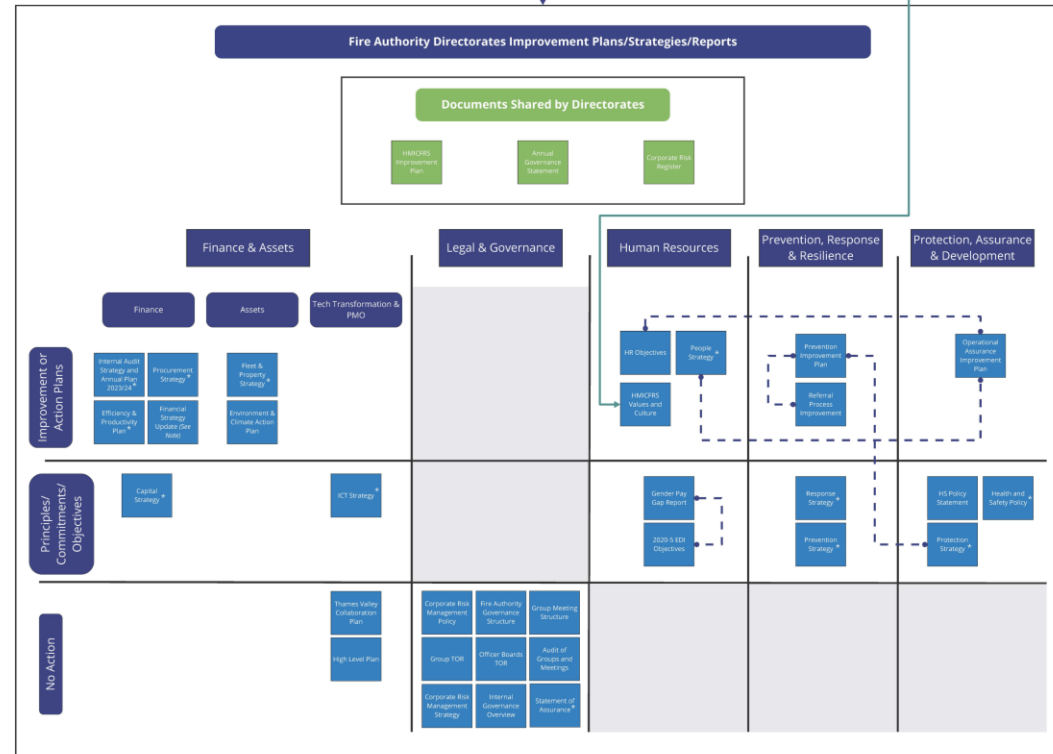 Fire Authority Directorates Improvement Plans/Strategies/Reports
Documents Shared by Directorates
HMICFRS
Improvement
Plan
Annual
Governance
Statement
Corporate Risk
Register
Finance & Assets
Legal & Governance
Human Resources
Prevention, Response
& Resilience
Protection, Assurance
& Development
Finance
Assets
Tech Transformation &
PMO
Improvement or
Action Plans
Internal Audit
Strategy and
Annual Plan
2023/24*
Procurement
Strategy*
Fleet &
Property
Strategy*
Efficiency &
Productivity
Plan*
Financial
Strategy
Update (See
Note)
Environment &
Climate Action
Plan
HR Objectives
People
Strategy*
HMICFRS
Values and
Culture
Prevention
Improvement
Plan
Referral
Process
Improvement
Operational
Assurance
Improvement
Plan
Principles/
Commitments/
Objectives
Capital
Strategy*
ICT Strategy*
Gender Pay
Gap Report
2020-5 EDI
Objectives
Response
Strategy*
Prevention
Strategy*
HS Policy
Statement
Health and
Safety Policy*
Protection
Strategy*
No Action
Thames Valley
Collaboration
Plan
High Level Plan
Corporate Risk
Management
Policy
Fire Authority
Governance
Structure
Group Meeting
Structure
Group TOR
Officer Boards
TOR
Audit of
Groups and
Meetings
Corporate Risk
Management
Strategy
Internal
Governance
Overview
Statement of
Assurance*